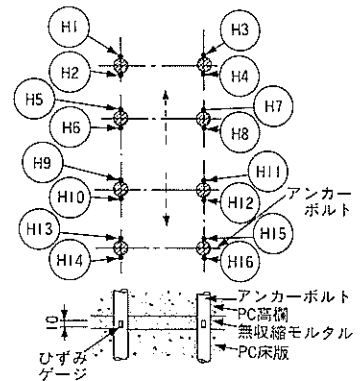 H1
H3
H2
H4
H5
H7
H6
H8
H9
H11
H10
H12
アンカー
ボルト
H13
H15
H14
H16
アンカーボルト
PC高欄
無収縮モルタル
PC床版
10
ひずみ
ゲージ